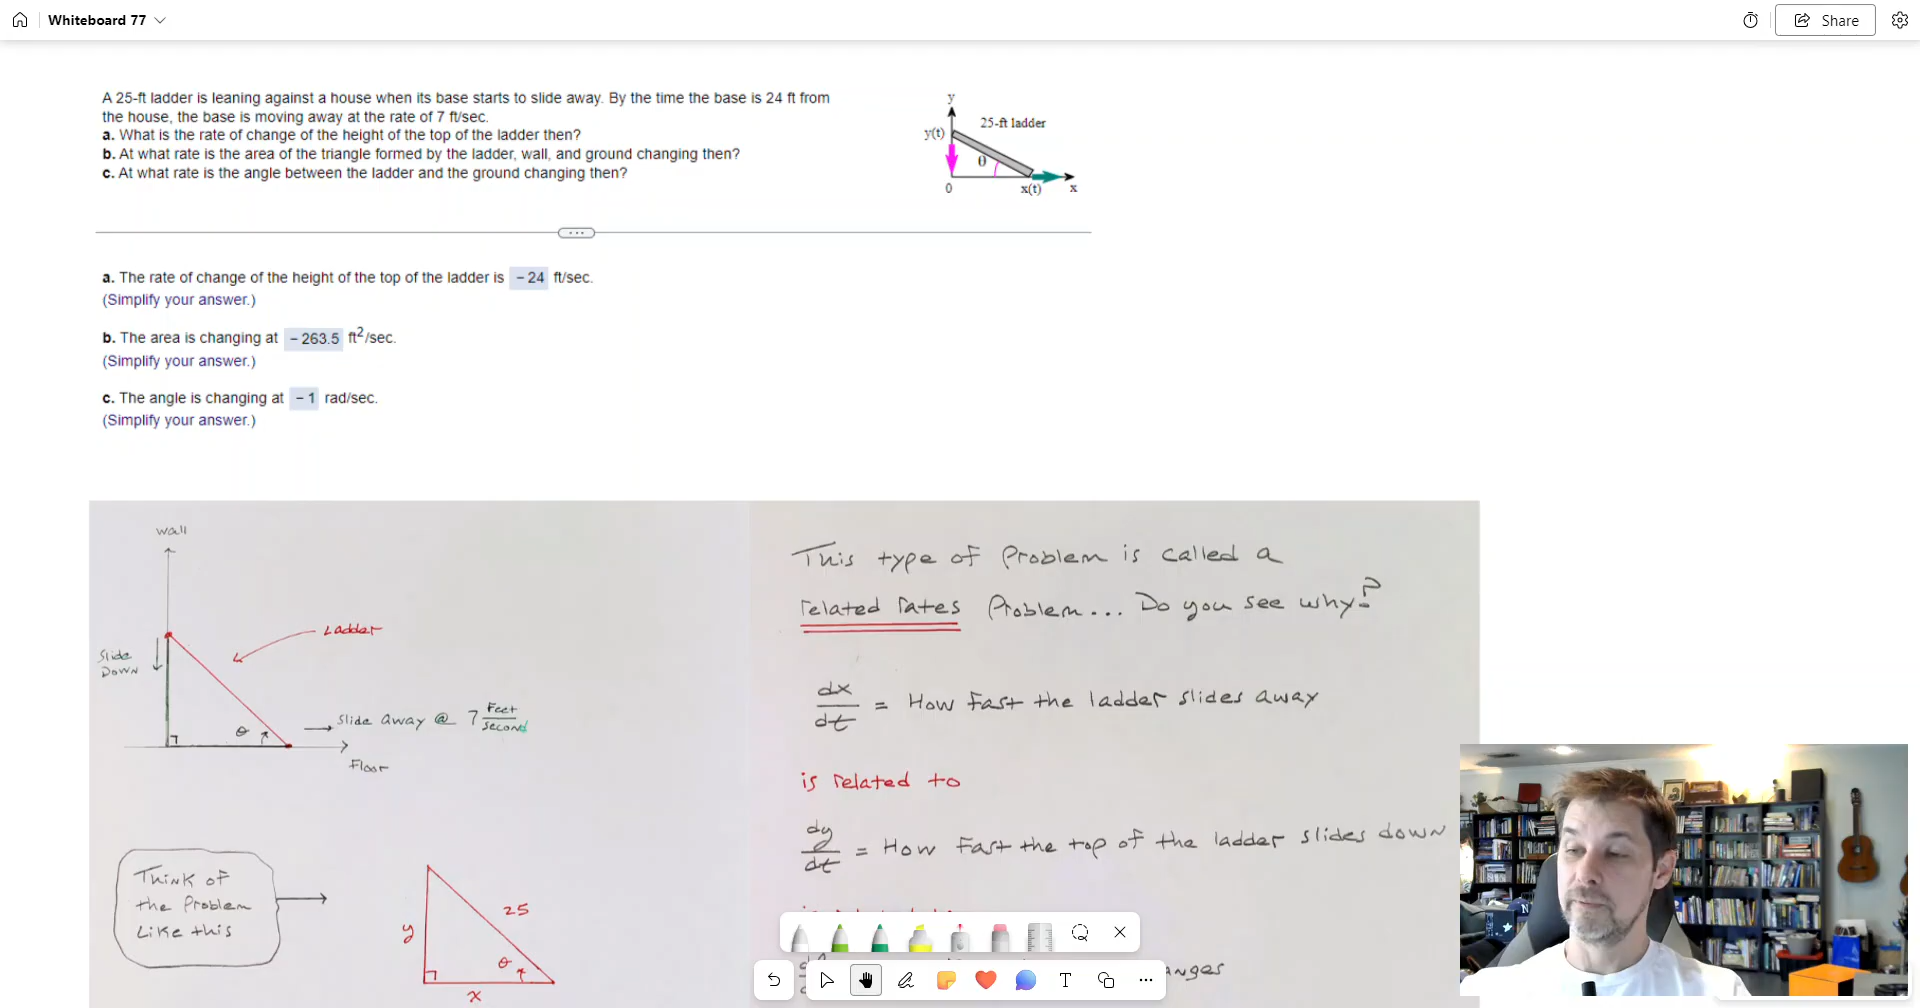 Whiteboard 77
Share
A 25-ft ladder is leaning against a house when its base starts to slide away. By the time the base is 24 ft from
the house, the base is moving away at the rate of 7 ft/sec.
a. What is the rate of change of the height of the top of the ladder then?
b. At what rate is the area of the triangle formed by the ladder, wall, and ground changing then?
c. At what rate is the angle between the ladder and the ground changing then?
y
y(t)
25-ft ladder
θ
0
x(t)
x
a. The rate of change of the height of the top of the ladder is −24 ft/sec.
(Simplify your answer.)
b. The area is changing at −263.5 ft²/sec.
(Simplify your answer.)
c. The angle is changing at −1 rad/sec.
(Simplify your answer.)
wall
Ladder
Slide
Down
θ
Slide away @ 7 Feet/second
Floor
Think of
the Problem
Like this
y
25
θ
x
This type of Problem is called a
related rates Problem... Do you see why?
dx/dt = How fast the ladder slides away
is related to
dy/dt = How fast the top of the ladder slides down
T